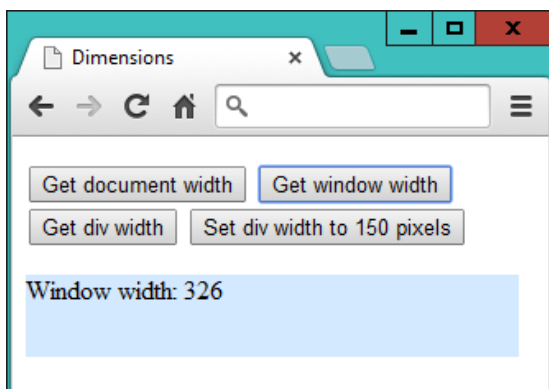 Dimensions
Get document width Get window width
Get div width Set div width to 150 pixels
Window width: 326